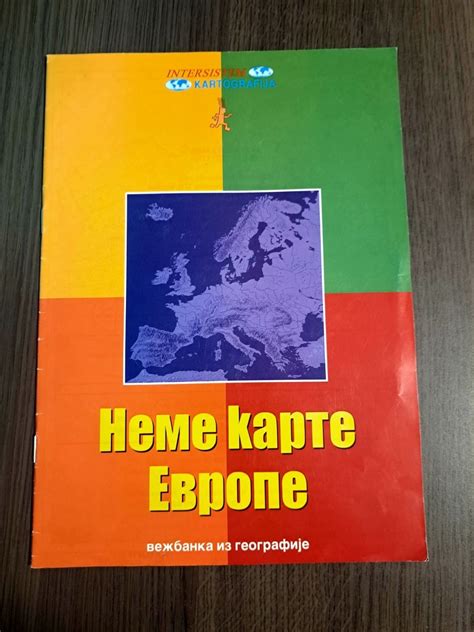 INTERSISTEM
KARTOGRAFIJA
Неме карте
Европе
вежбанка из географије